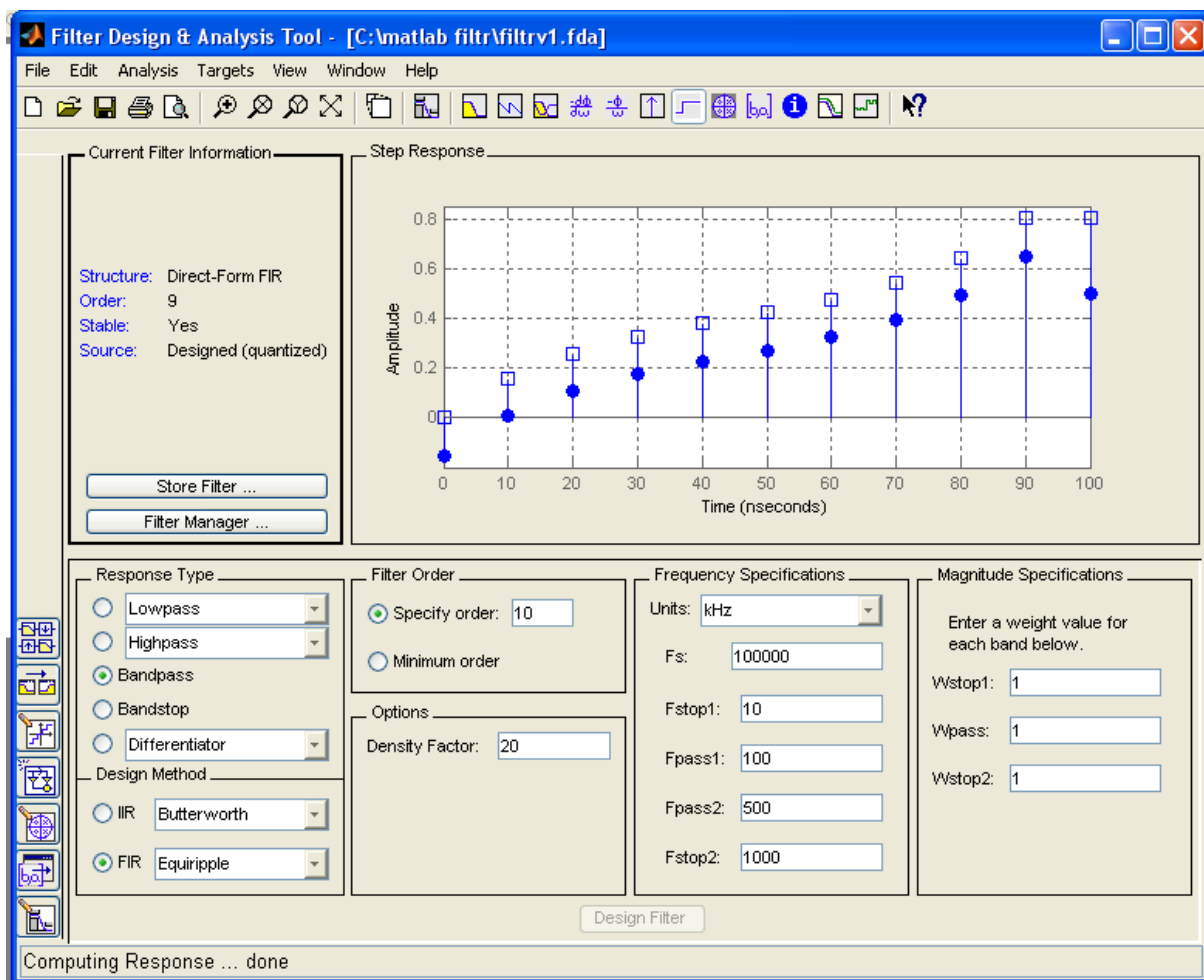 Filter Design & Analysis Tool - [C:\matlab filtr\filtrv1.fda]
File Edit Analysis Targets View Window Help
Current Filter Information
Structure: Direct-Form FIR
Order: 9
Stable: Yes
Source: Designed (quantized)
Store Filter ...
Filter Manager ...
Step Response
Amplitude
0.8
0.6
0.4
0.2
0
0 10 20 30 40 50 60 70 80 90 100
Time (nseconds)
Response Type
Lowpass
Highpass
Bandpass
Bandstop
Differentiator
Design Method
IIR Butterworth
FIR Equiripple
Filter Order
Specify order: 10
Minimum order
Options
Density Factor: 20
Frequency Specifications
Units: kHz
Fs: 100000
Fstop1: 10
Fpass1: 100
Fpass2: 500
Fstop2: 1000
Magnitude Specifications
Enter a weight value for
each band below.
Wstop1: 1
Wpass: 1
Wstop2: 1
Design Filter
Computing Response ... done